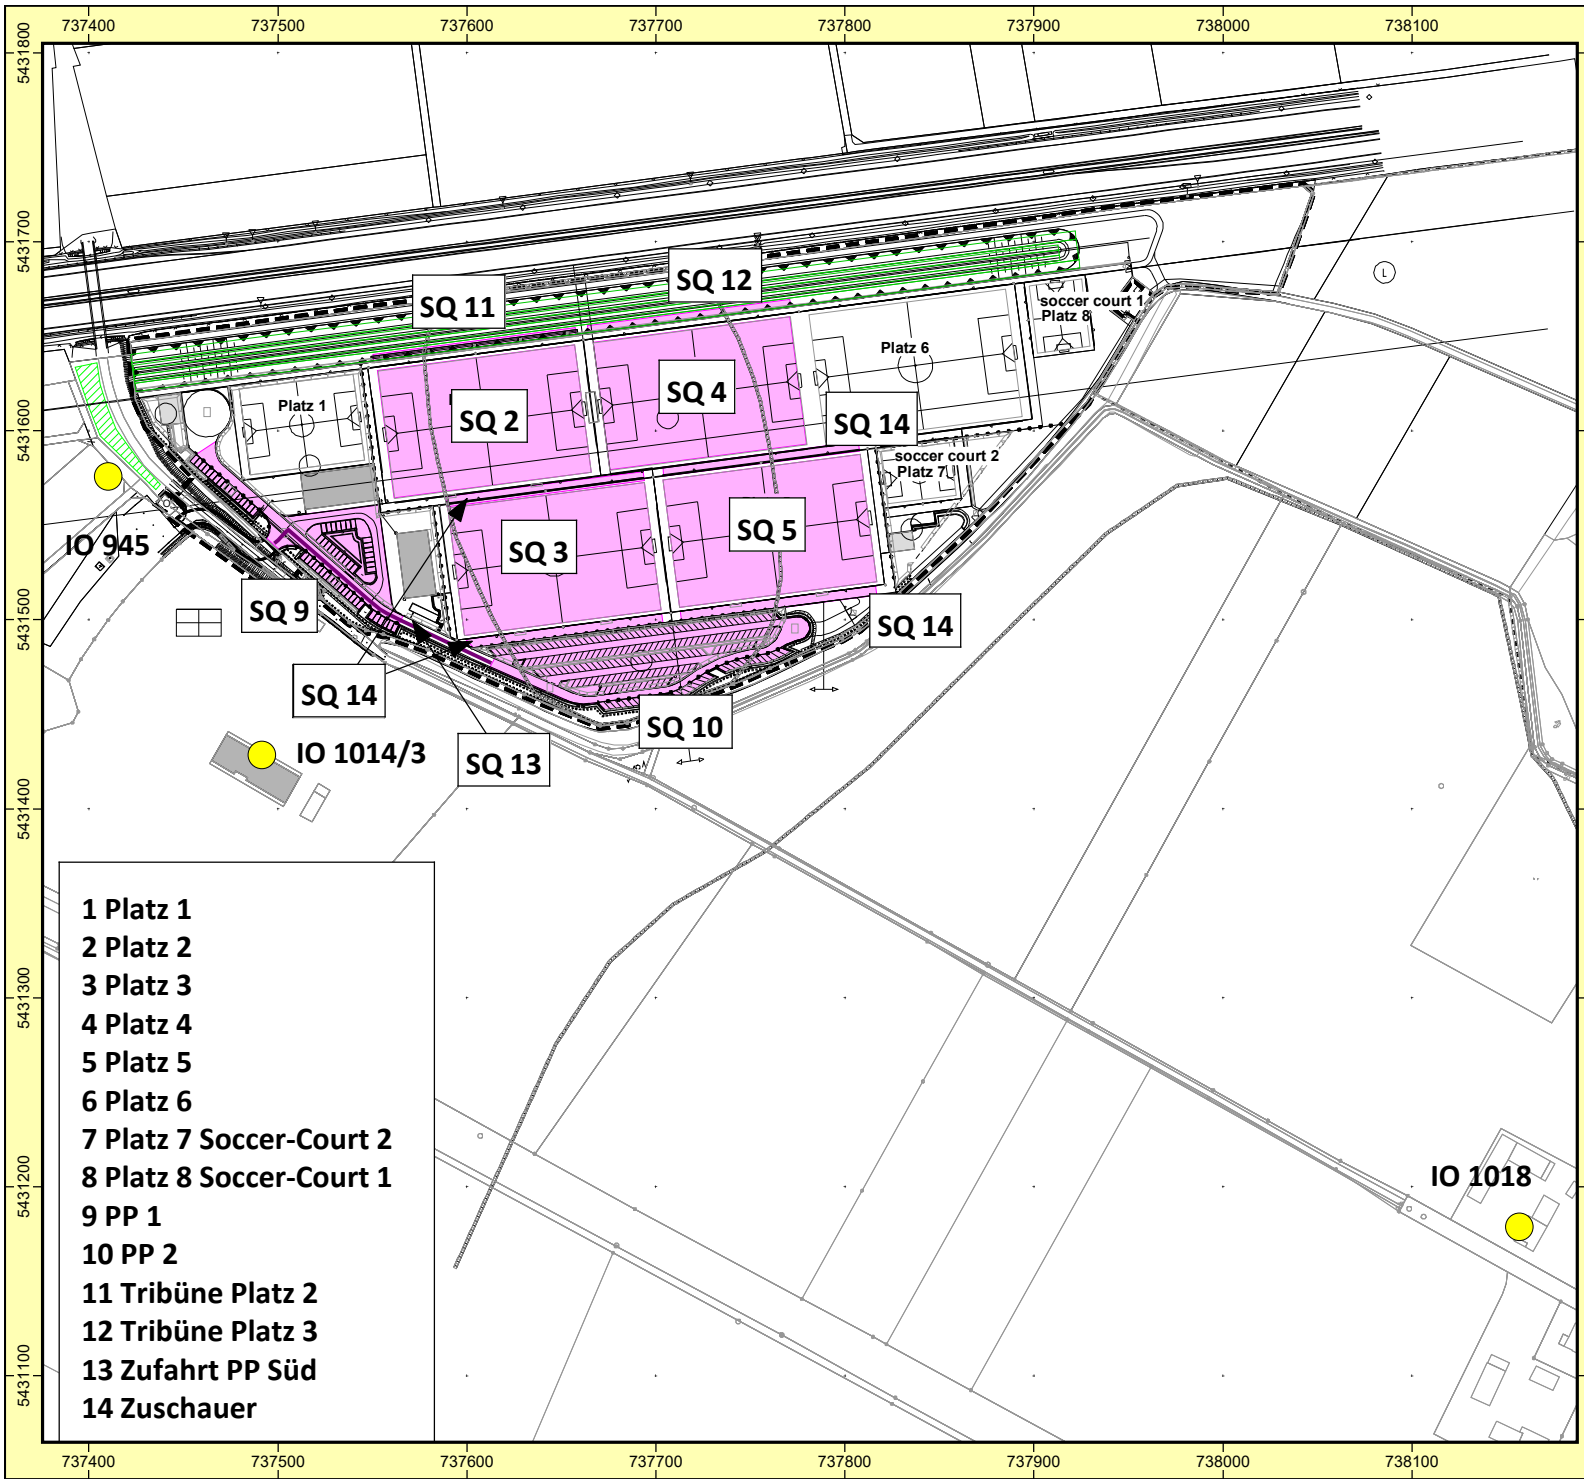 737400 737500 737600 737700 737800 737900 738000 738100
5431800
5431700
5431600
5431500
5431400
5431300
5431200
5431100
SQ 12
SQ 11
L
soccer court 1
Platz 8
Platz 6
SQ 4
SQ 2
Platz 1
SQ 14
soccer court 2
Platz 7
SQ 5
SQ 3
IO 945
SQ 9
SQ 14
SQ 14
SQ 10
IO 1014/3
SQ 13
1 Platz 1
2 Platz 2
3 Platz 3
4 Platz 4
5 Platz 5
6 Platz 6
7 Platz 7 Soccer-Court 2
8 Platz 8 Soccer-Court 1
9 PP 1
10 PP 2
11 Tribüne Platz 2
12 Tribüne Platz 3
13 Zufahrt PP Süd
14 Zuschauer
IO 1018
737400 737500 737600 737700 737800 737900 738000 738100